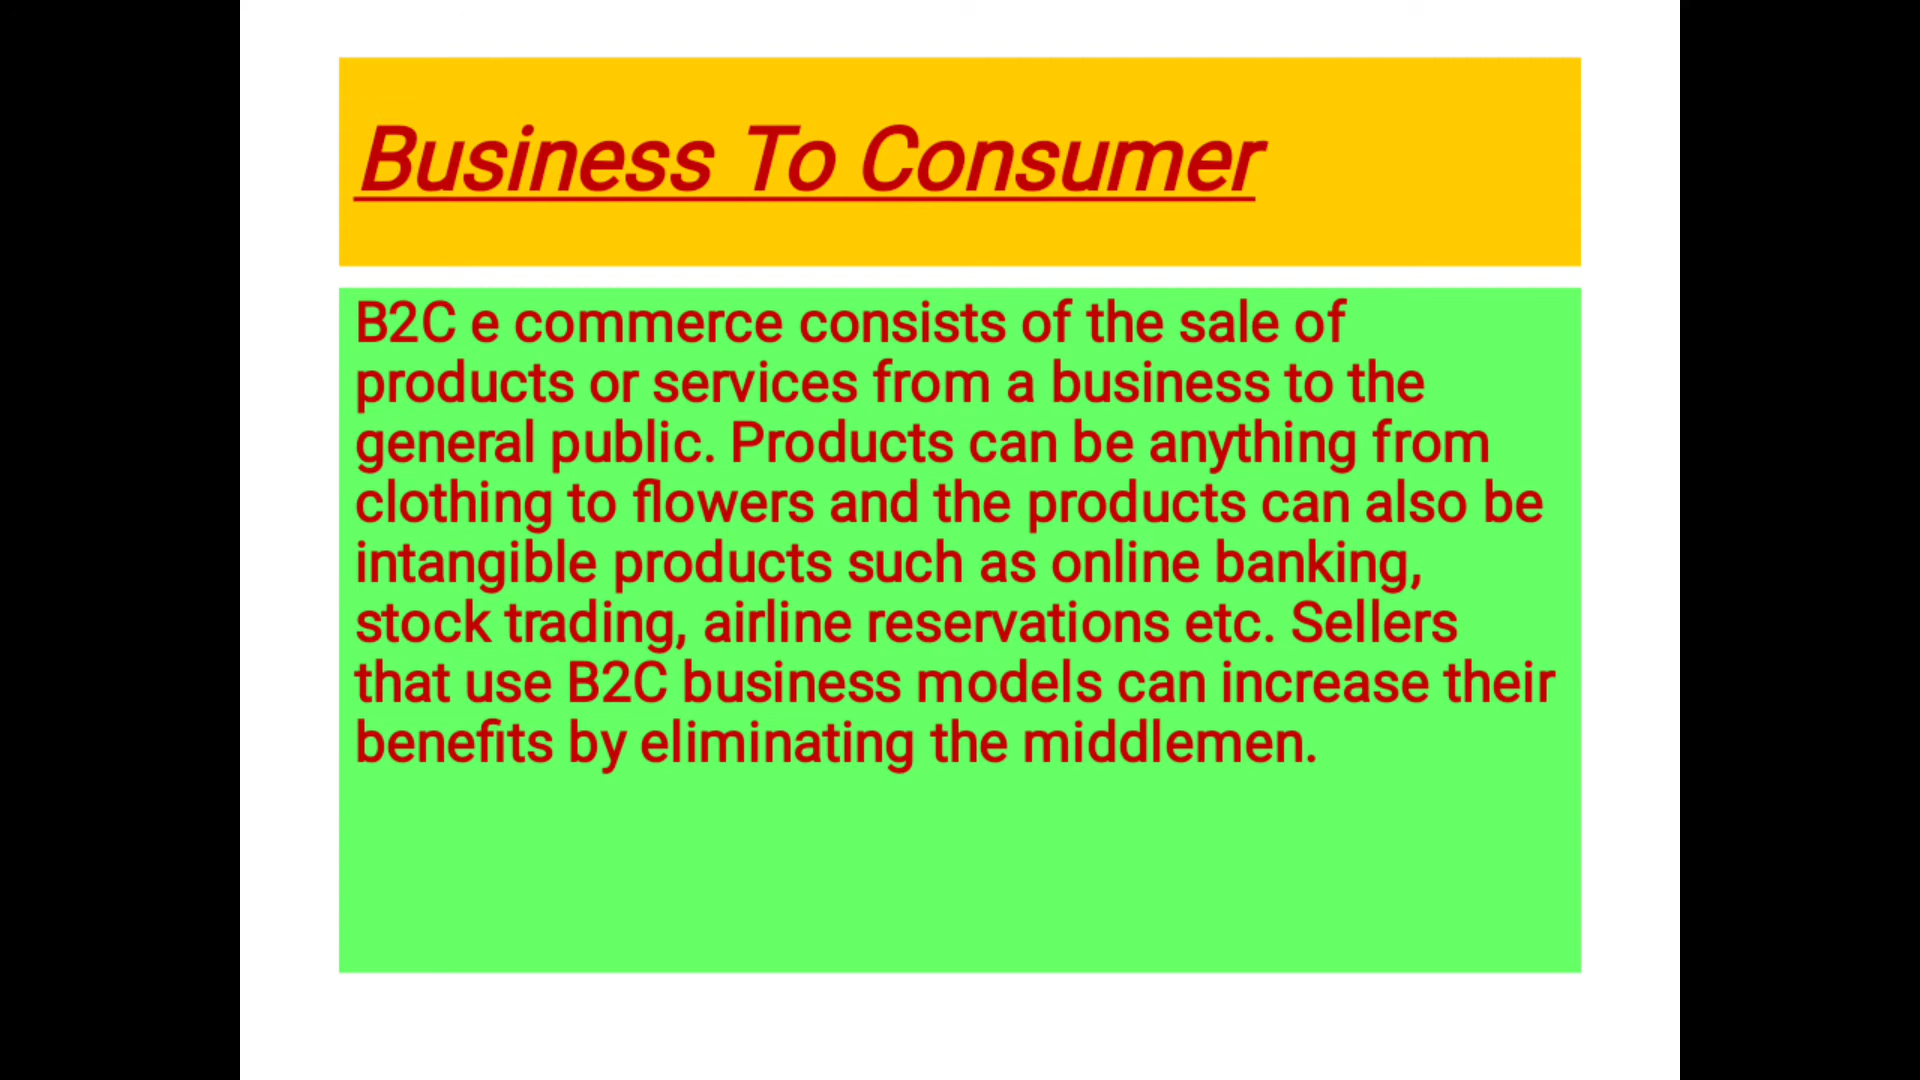 Business To Consumer
B2C e commerce consists of the sale of
products or services from a business to the
general public. Products can be anything from
clothing to flowers and the products can also be
intangible products such as online banking,
stock trading, airline reservations etc. Sellers
that use B2C business models can increase their
benefits by eliminating the middlemen.